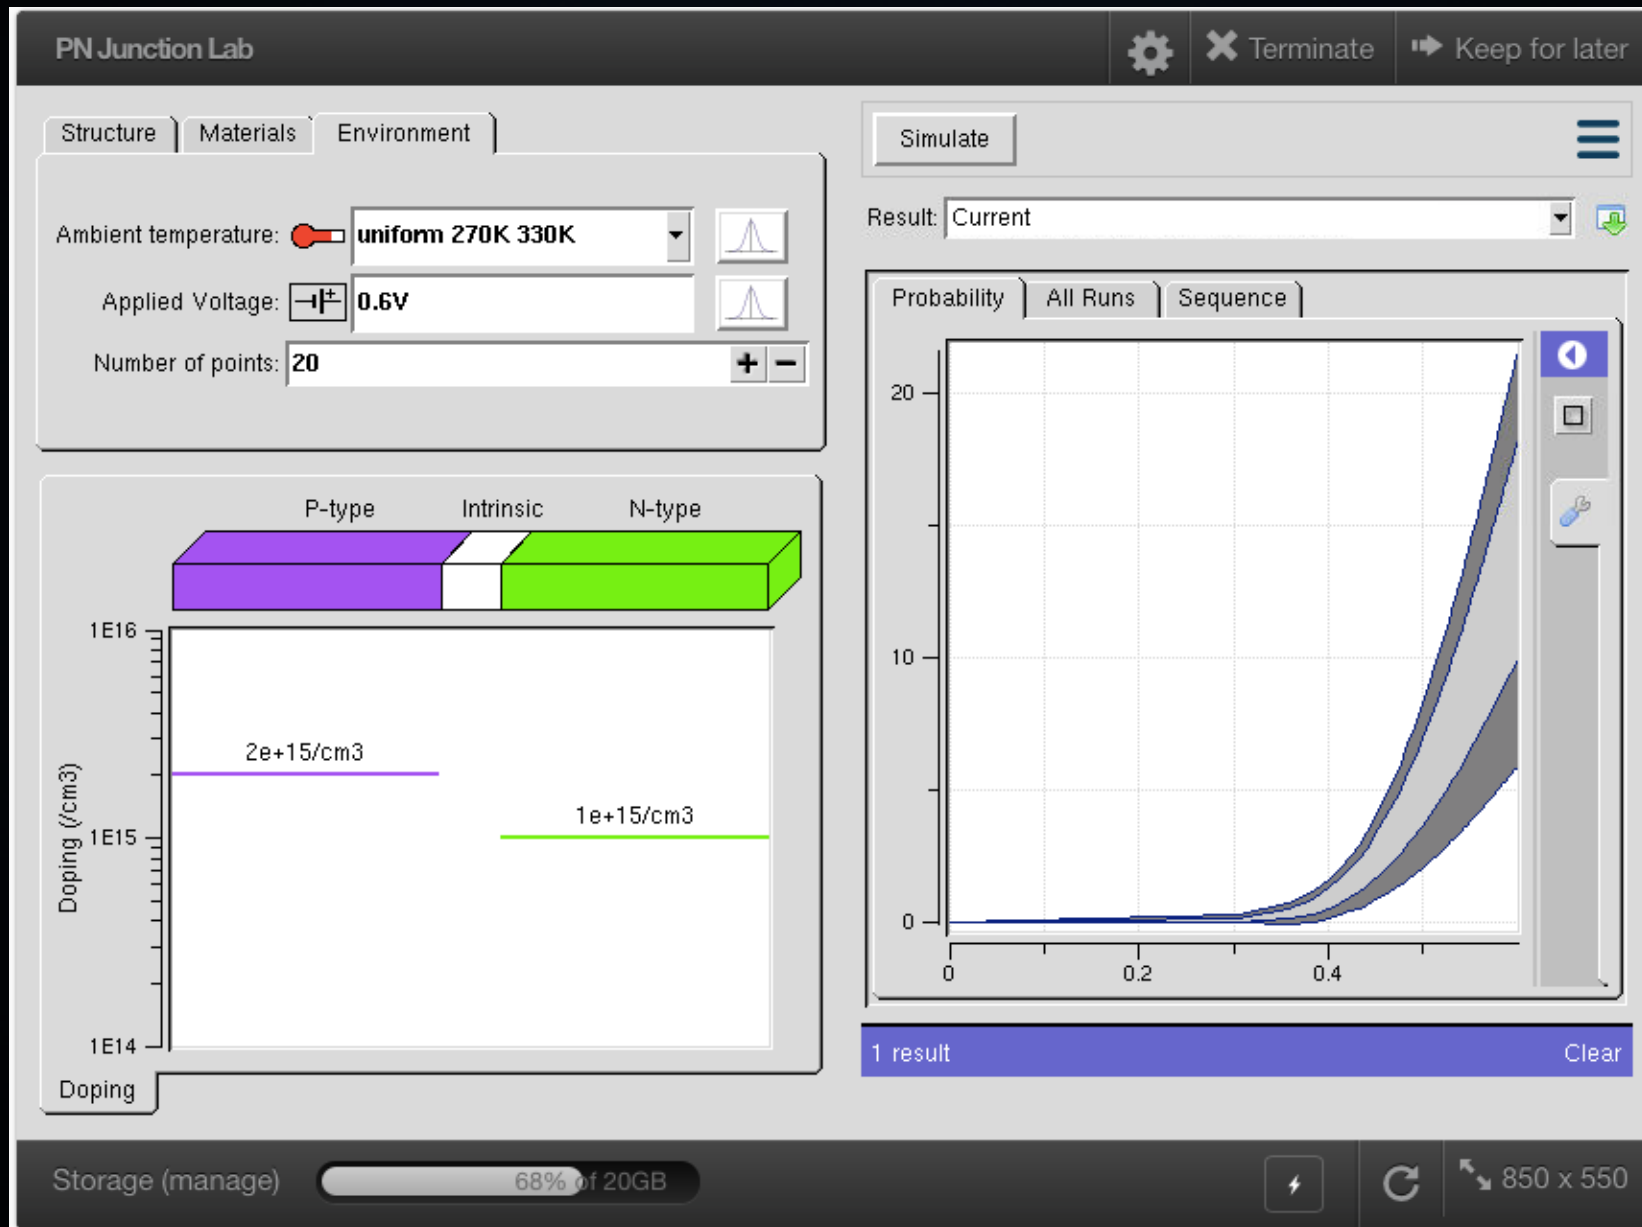 PN Junction Lab
Terminate
Keep for later
Structure
Materials
Environment
Ambient temperature:
uniform 270K 330K
Applied Voltage:
0.6V
Number of points:
20
P-type
Intrinsic
N-type
1E16
1E15
1E14
Doping (/cm3)
2e+15/cm3
1e+15/cm3
Doping
Simulate
Result:
Current
Probability
All Runs
Sequence
20
10
0
0
0.2
0.4
1 result
Clear
Storage (manage)
68% of 20GB
850 x 550